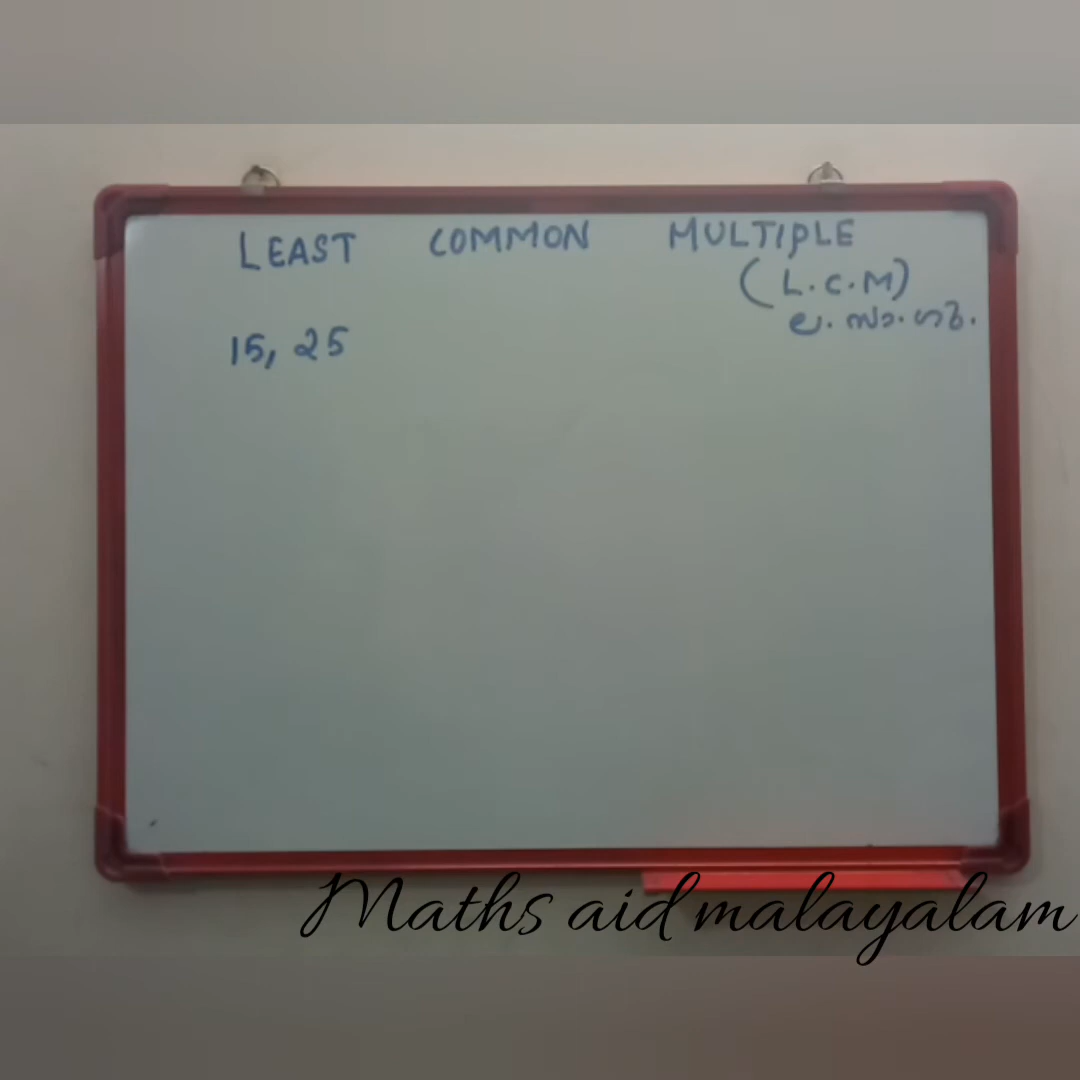 LEAST COMMON MULTIPLE
(L.C.M)
ല. സാ. ഗു.
15, 25
Maths aid malayalam